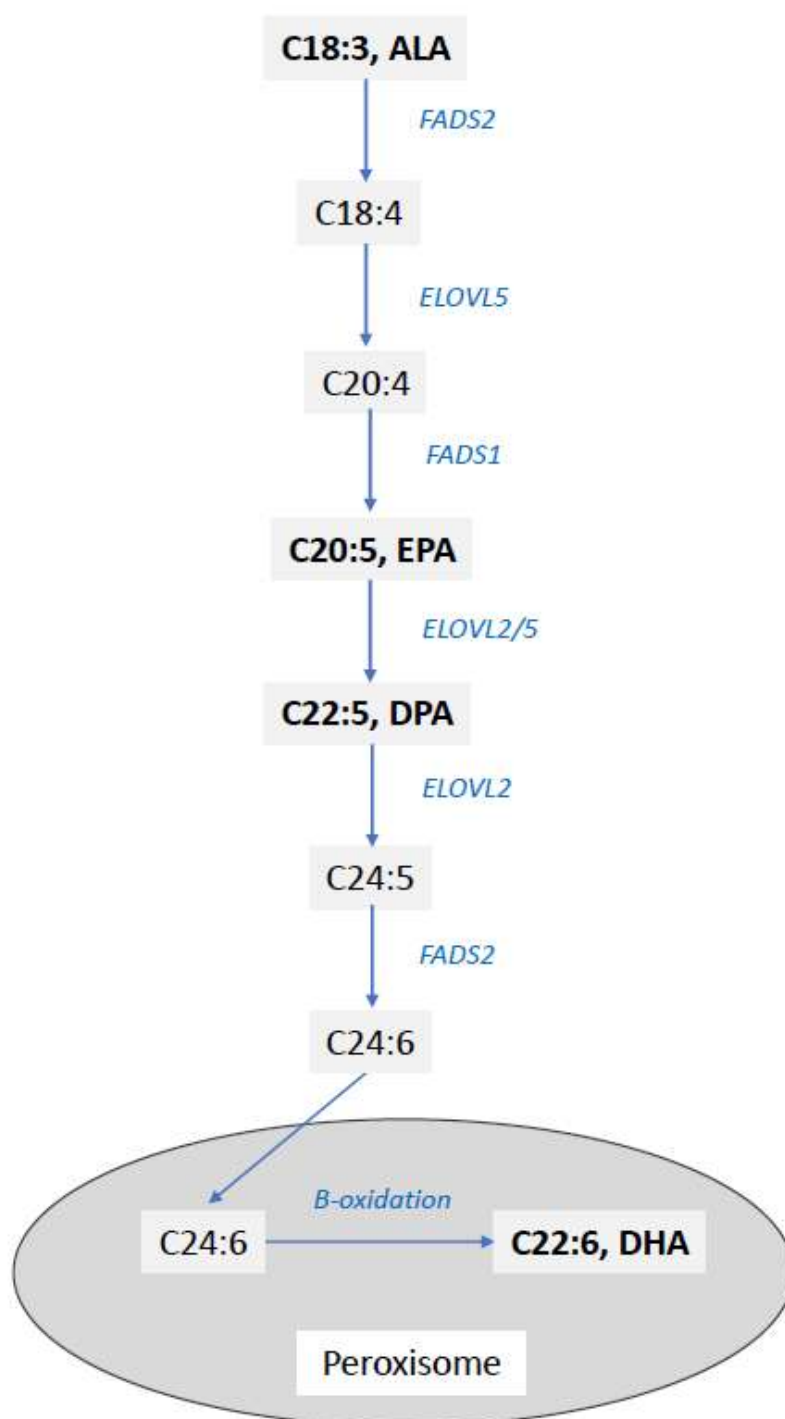 C18:3, ALA
FADS2
C18:4
ELOVL5
C20:4
FADS1
C20:5, EPA
ELOVL2/5
C22:5, DPA
ELOVL2
C24:5
FADS2
C24:6
B-oxidation
C24:6
C22:6, DHA
Peroxisome